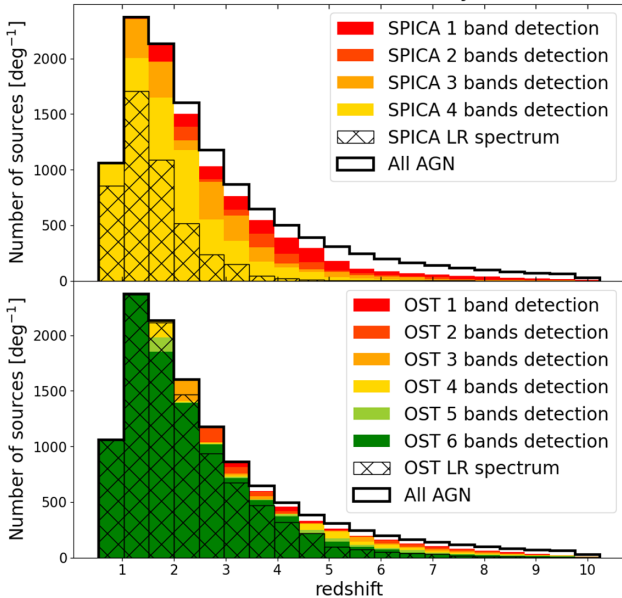 Number of sources [deg⁻¹]
2000
1500
1000
500
0
SPICA 1 band detection
SPICA 2 bands detection
SPICA 3 bands detection
SPICA 4 bands detection
SPICA LR spectrum
All AGN
Number of sources [deg⁻¹]
2000
1500
1000
500
0
OST 1 band detection
OST 2 bands detection
OST 3 bands detection
OST 4 bands detection
OST 5 bands detection
OST 6 bands detection
OST LR spectrum
All AGN
1 2 3 4 5 6 7 8 9 10
redshift